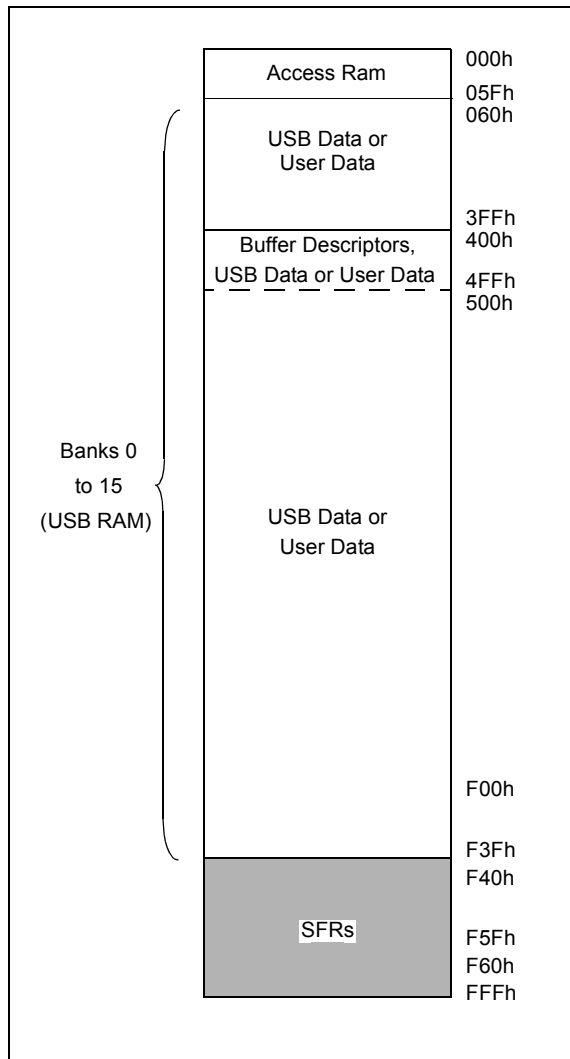 000h
Access Ram
05Fh
060h
USB Data or
User Data
3FFh
400h
Buffer Descriptors,
USB Data or User Data
4FFh
500h
Banks 0
to 15
(USB RAM)
USB Data or
User Data
F00h
F3Fh
F40h
SFRs
F5Fh
F60h
FFFh